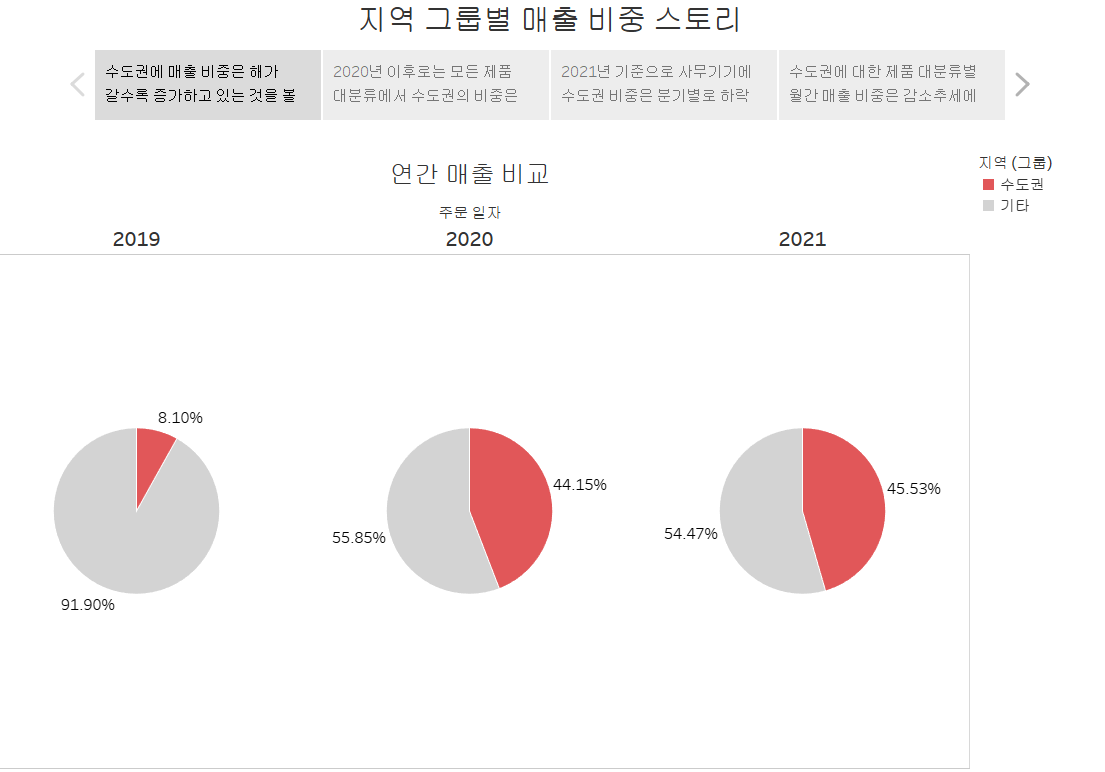 지역 그룹별 매출 비중 스토리
수도권에 매출 비중은 해가
갈수록 증가하고 있는 것을 볼
2020년 이후로는 모든 제품
대분류에서 수도권의 비중은
2021년 기준으로 사무기기에
수도권 비중은 분기별로 하락
수도권에 대한 제품 대분류별
월간 매출 비중은 감소추세에
연간 매출 비교
지역 (그룹)
수도권
기타
주문 일자
2019
2020
2021
8.10%
91.90%
44.15%
55.85%
45.53%
54.47%